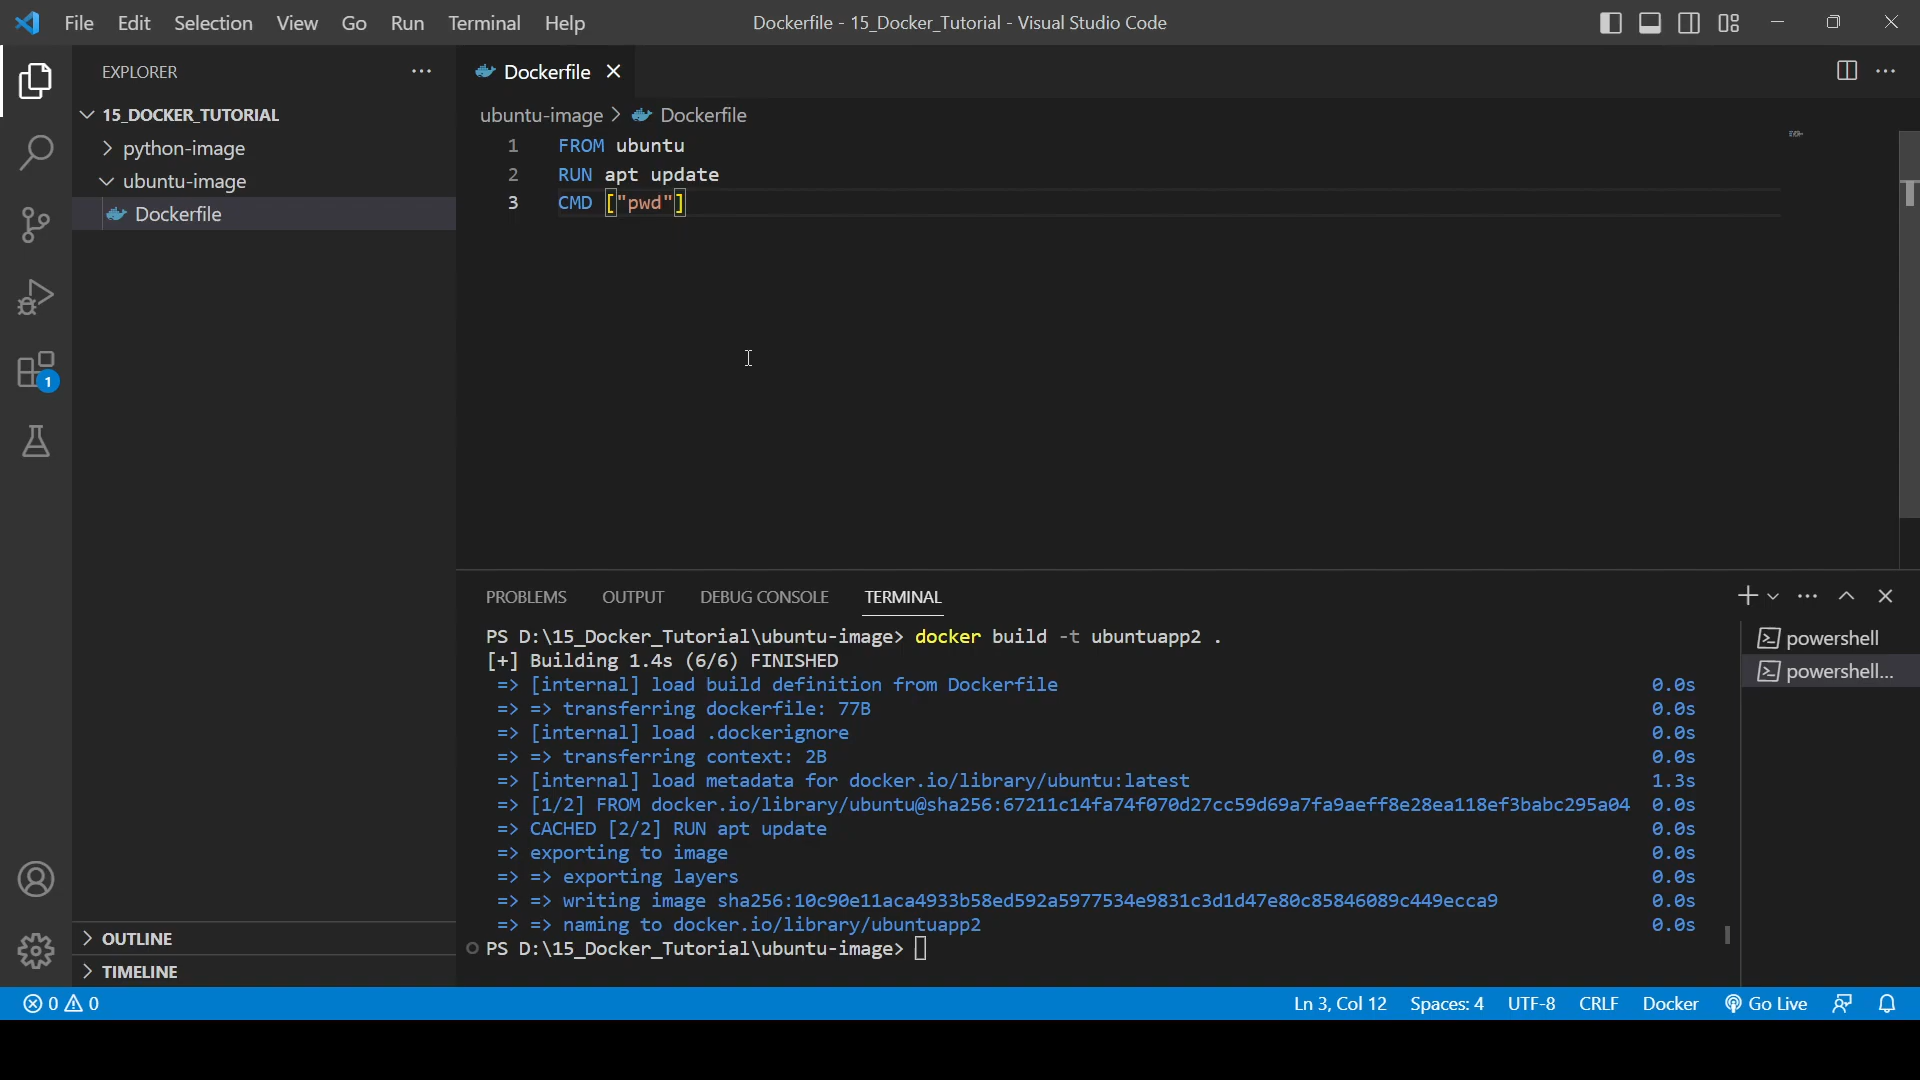 File Edit Selection View Go Run Terminal Help
Dockerfile - 15_Docker_Tutorial - Visual Studio Code
EXPLORER
15_DOCKER_TUTORIAL
python-image
ubuntu-image
Dockerfile
1
OUTLINE
TIMELINE
Dockerfile
ubuntu-image > Dockerfile
1 FROM ubuntu
2 RUN apt update
3 CMD ["pwd"]
PROBLEMS OUTPUT DEBUG CONSOLE TERMINAL
PS D:\15_Docker_Tutorial\ubuntu-image> docker build -t ubuntuapp2 .
[+] Building 1.4s (6/6) FINISHED
=> [internal] load build definition from Dockerfile 0.0s
=> => transferring dockerfile: 77B 0.0s
=> [internal] load .dockerignore 0.0s
=> => transferring context: 2B 0.0s
=> [internal] load metadata for docker.io/library/ubuntu:latest 1.3s
=> [1/2] FROM docker.io/library/ubuntu@sha256:67211c14fa74f070d27cc59d69a7fa9aeff8e28ea118ef3babc295a04 0.0s
=> CACHED [2/2] RUN apt update 0.0s
=> exporting to image 0.0s
=> => exporting layers 0.0s
=> => writing image sha256:10c90e11aca4933b58ed592a5977534e9831c3d1d47e80c85846089c449ecca9 0.0s
=> => naming to docker.io/library/ubuntuapp2 0.0s
PS D:\15_Docker_Tutorial\ubuntu-image>
powershell
powershell...
0 0
Ln 3, Col 12 Spaces: 4 UTF-8 CRLF Docker Go Live